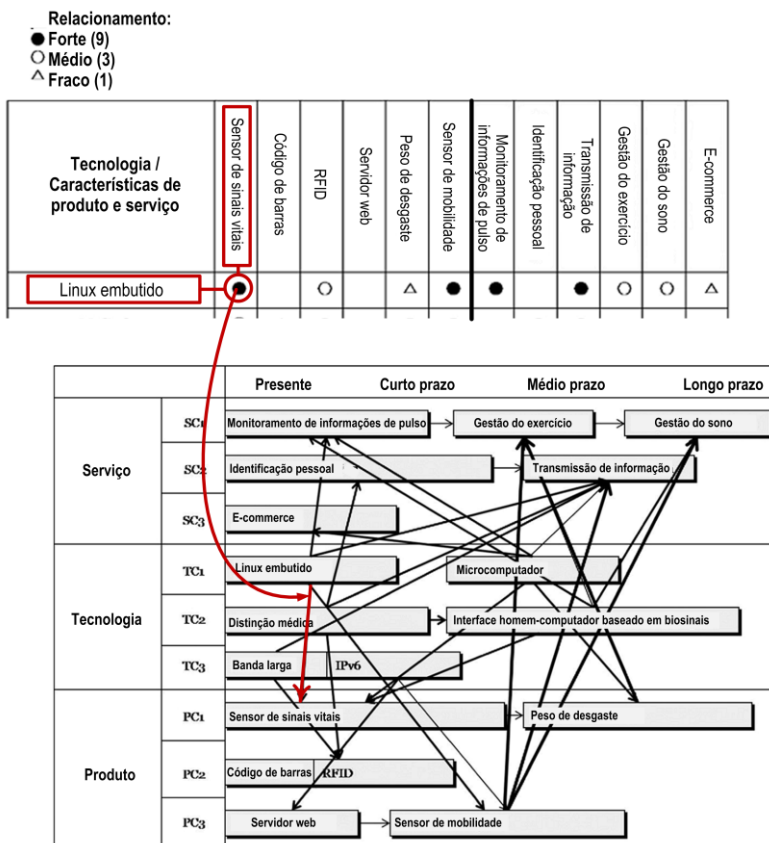 Relacionamento:
Forte (9)
Médio (3)
Fraco (1)
Tecnologia /
Características de
produto e serviço
Sensor de sinais vitais
Código de barras
RFID
Servidor web
Peso de desgaste
Sensor de mobilidade
Monitoramento de
informações de pulso
Identificação pessoal
Transmissão de
informação
Gestão do exercício
Gestão do sono
E-commerce
Linux embutido
Presente Curto prazo Médio prazo Longo prazo
Serviço
SC1 Monitoramento de informações de pulso Gestão do exercício Gestão do sono
SC2 Identificação pessoal Transmissão de informação
SC3 E-commerce
Tecnologia
TC1 Linux embutido Microcomputador
TC2 Distinção médica Interface homem-computador baseado em biosinais
TC3 Banda larga IPv6
Produto
PC1 Sensor de sinais vitais Peso de desgaste
PC2 Código de barras RFID
PC3 Servidor web Sensor de mobilidade